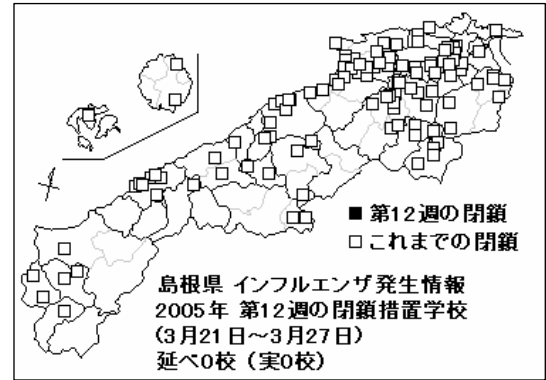 ■ 第12週の閉鎖
□ これまでの閉鎖
島根県 インフルエンザ発生情報
2005年 第12週の閉鎖措置学校
(3月21日～3月27日)
延べ0校 (実0校)